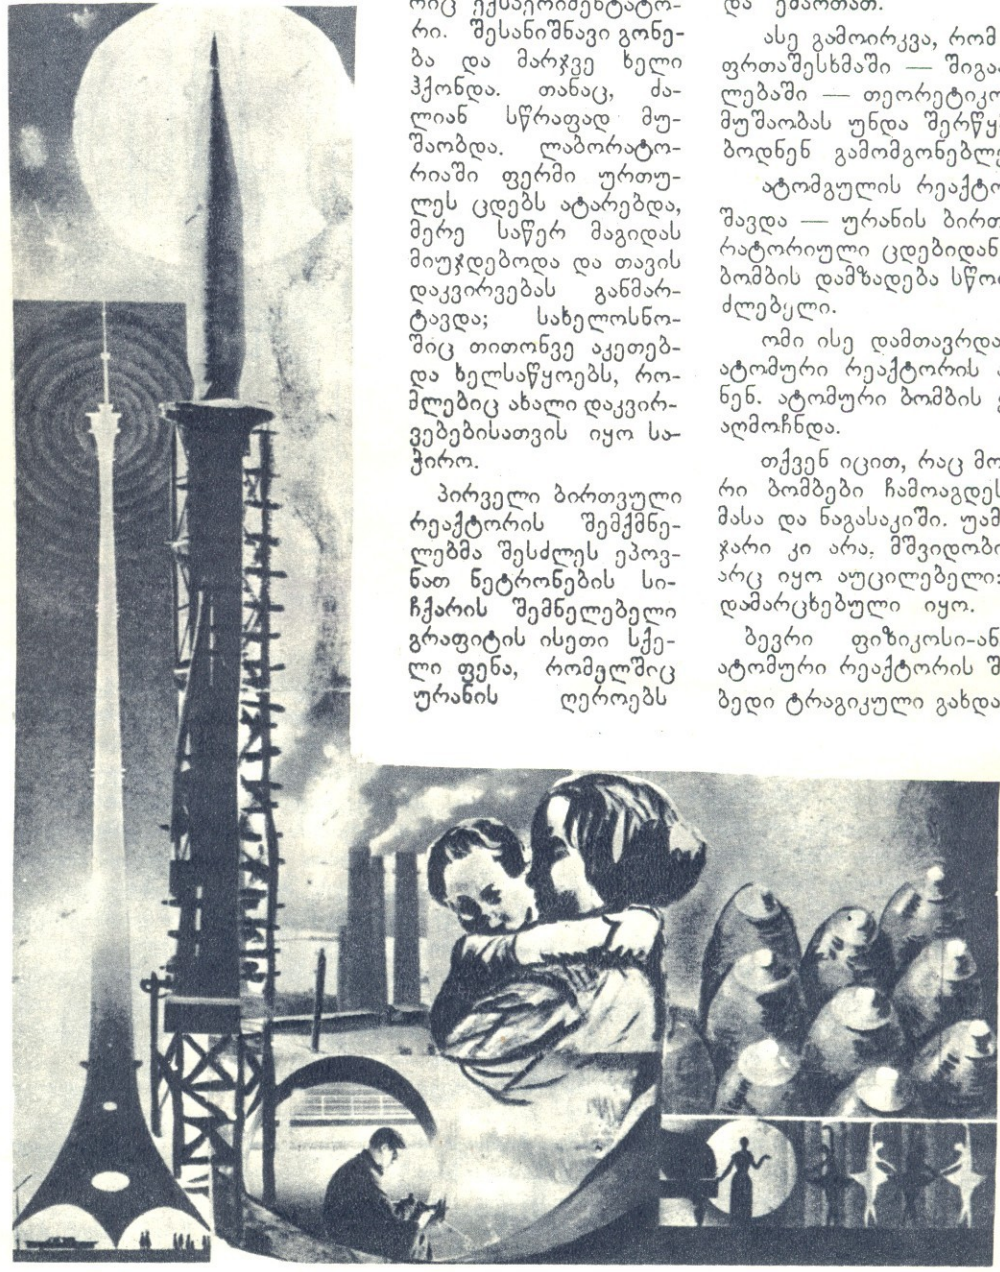 რიც ექსპერიმენტატო-
რი. შესანიშნავი გონე-
ბა და მარჯვე ხელი
ჰქონდა. თანაც, ძა-
ლიან სწრაფად მუ-
შაობდა. ლაბორატო-
რიაში ფერმი ურთუ-
ლეს ცდებს ატარებდა,
მერე საწერ მაგიდას
მიუჯდებოდა და თავის
დაკვირვებას განმარ-
ტავდა; სახელოსნო-
შიც თითონვე აკეთებ-
და ხელსაწყოებს, რო-
მლებიც ახალი დაკვირ-
ვებებისათვის იყო სა-
ჭირო.
პირველი ბირთვული
რეაქტორის შემქმნე-
ლებმა შესძლეს ეპოვ-
ნათ ნეტრონების სი-
ჩქარის შემნელებელი
გრაფიტის ისეთი სქე-
ლი ფენა, რომელშიც
ურანის ღეროებს
და ემართათ.
ასე გამოირკვა, რომ
ფრთაშესხმაში — შიგა
ლებაში — თეორეტიკო
მუშაობას უნდა შერწყ
ბოდნენ გამომგონებლ
ატომგულის რეაქტო
შავდა — ურანის ბირთ
რატორიული ცდებიდან
ბომბის დამზადება სწო
ძლებელი.
ომი ისე დამთავრდა
ატომური რეაქტორის
ნენ. ატომური ბომბის
აღმოჩნდა.
თქვენ იცით, რაც მო
რი ბომბები ჩამოაგდეს
მასა და ნაგასაკიში. უამ
ჯარი კი არა, მშვიდობი
არც იყო აუცილებელი:
დამარცხებული იყო.
ბევრი ფიზიკოსი-ან
ატომური რეაქტორის შ
ბედი ტრაგიკული გახდა